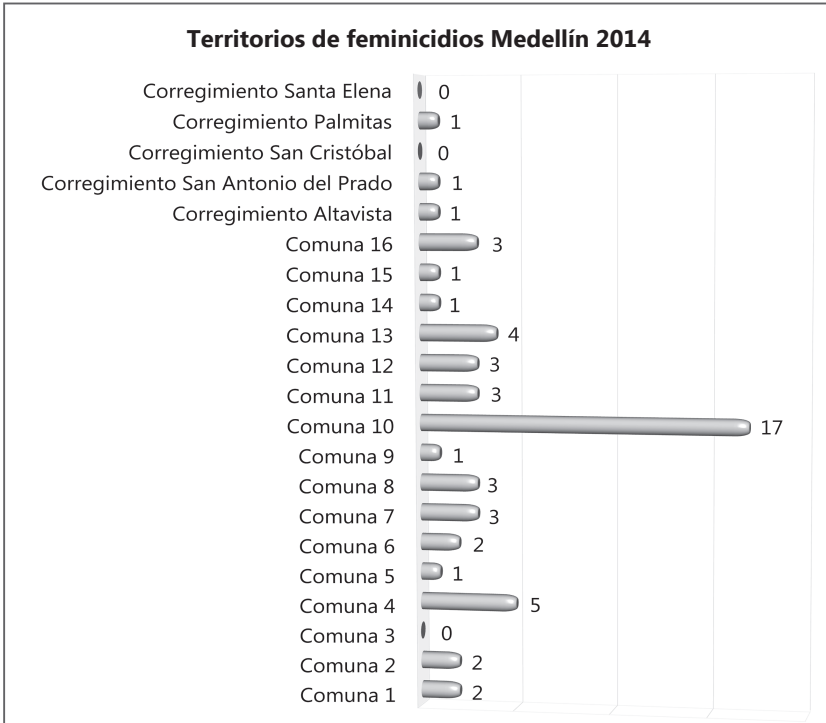 Territorios de feminicidios Medellín 2014
Corregimiento Santa Elena 0
Corregimiento Palmitas 1
Corregimiento San Cristóbal 0
Corregimiento San Antonio del Prado 1
Corregimiento Altavista 1
Comuna 16 3
Comuna 15 1
Comuna 14 1
Comuna 13 4
Comuna 12 3
Comuna 11 3
Comuna 10 17
Comuna 9 1
Comuna 8 3
Comuna 7 3
Comuna 6 2
Comuna 5 1
Comuna 4 5
Comuna 3 0
Comuna 2 2
Comuna 1 2